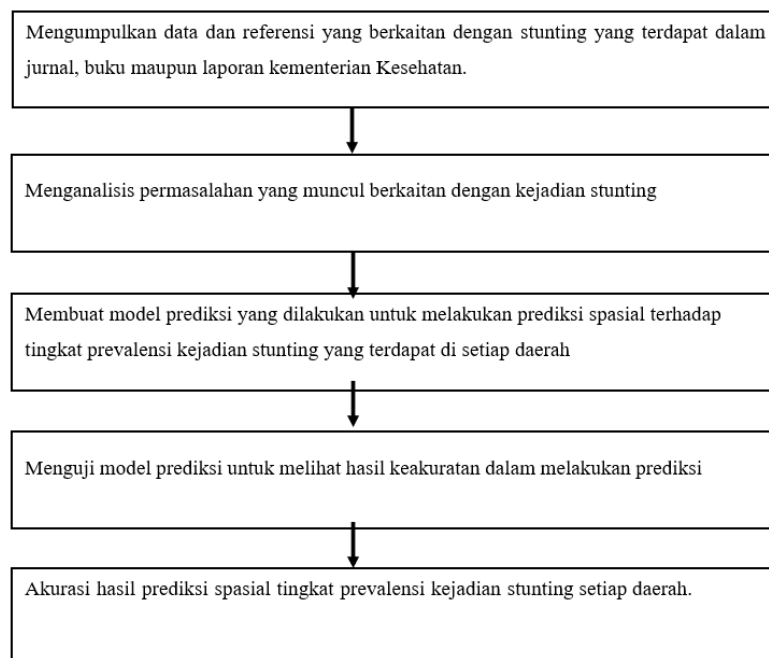 Mengumpulkan data dan referensi yang berkaitan dengan stunting yang terdapat dalam
jurnal, buku maupun laporan kementerian Kesehatan.
Menganalisis permasalahan yang muncul berkaitan dengan kejadian stunting
Membuat model prediksi yang dilakukan untuk melakukan prediksi spasial terhadap
tingkat prevalensi kejadian stunting yang terdapat di setiap daerah
Menguji model prediksi untuk melihat hasil keakuratan dalam melakukan prediksi
Akurasi hasil prediksi spasial tingkat prevalensi kejadian stunting setiap daerah.